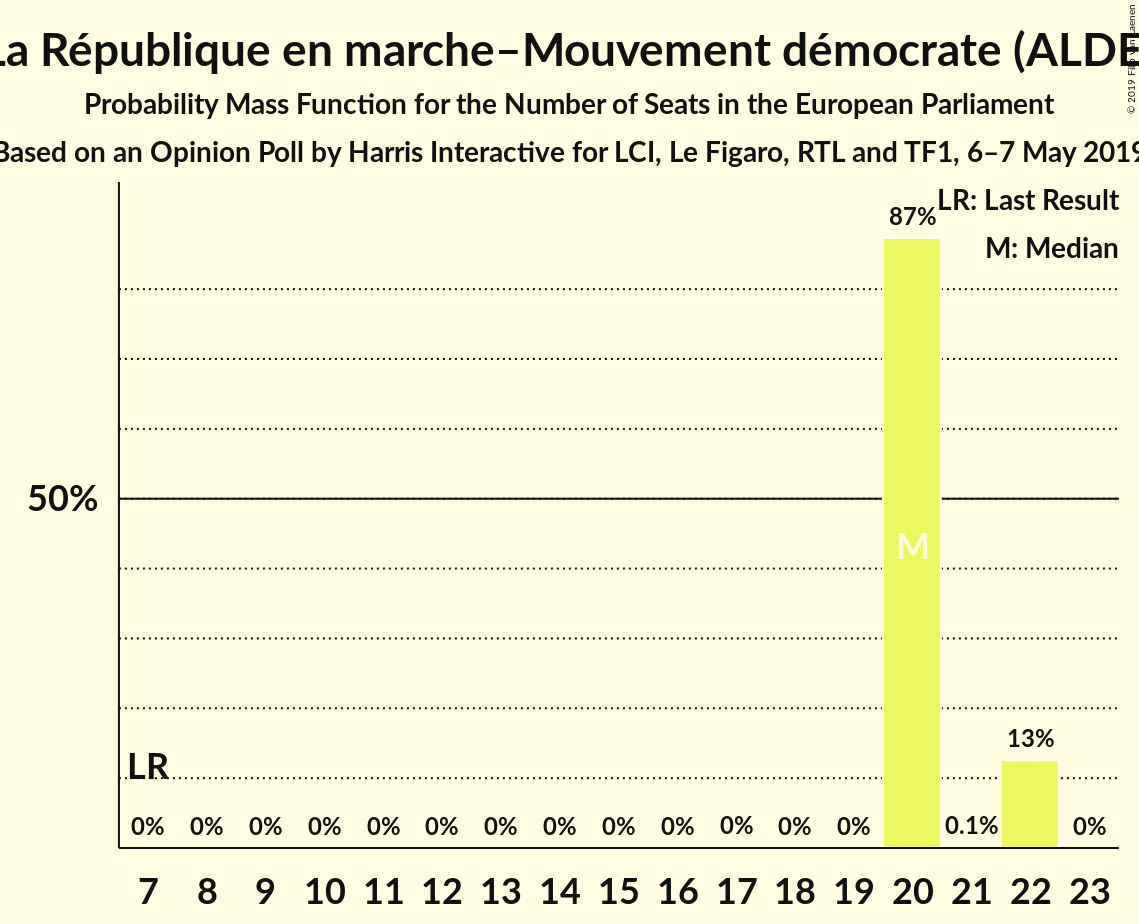 La République en marche–Mouvement démocrate (ALDE
Probability Mass Function for the Number of Seats in the European Parliament
Based on an Opinion Poll by Harris Interactive for LCI, Le Figaro, RTL and TF1, 6–7 May 2019
LR: Last Result
M: Median
87%
50%
M
13%
LR
0% 0% 0% 0% 0% 0% 0% 0% 0% 0% 0% 0% 0% 0.1% 0%
7 8 9 10 11 12 13 14 15 16 17 18 19 20 21 22 23
© 2019